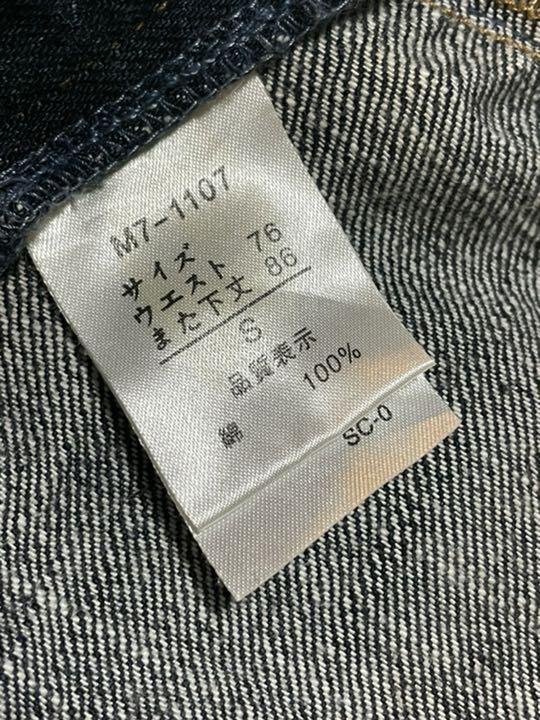 M7-1107
サイズ
ウエスト 76
また下丈 86
S
品質表示
綿 100%
SC-0